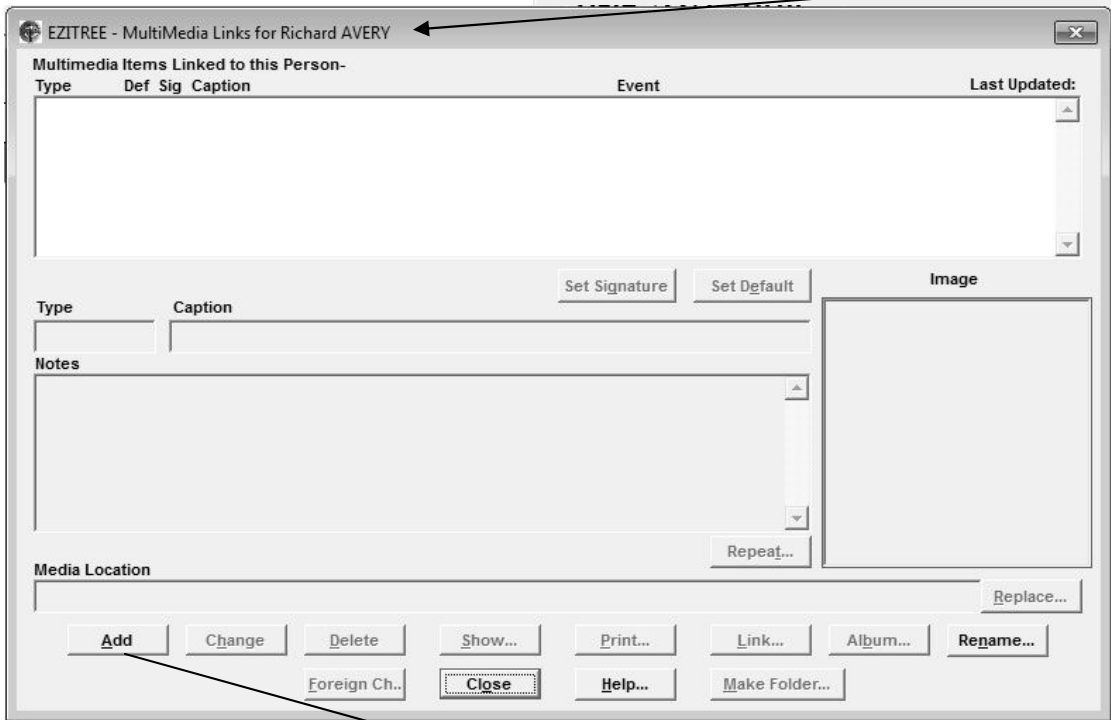 EZITREE - MultiMedia Links for Richard AVERY
Multimedia Items Linked to this Person-
Type Def Sig Caption Event Last Updated:
Set Signature Set Default Image
Type Caption
Notes
Repeat...
Media Location
Replace...
Add Change Delete Show... Print... Link... Album... Rename...
Foreign Ch.. Close Help... Make Folder...